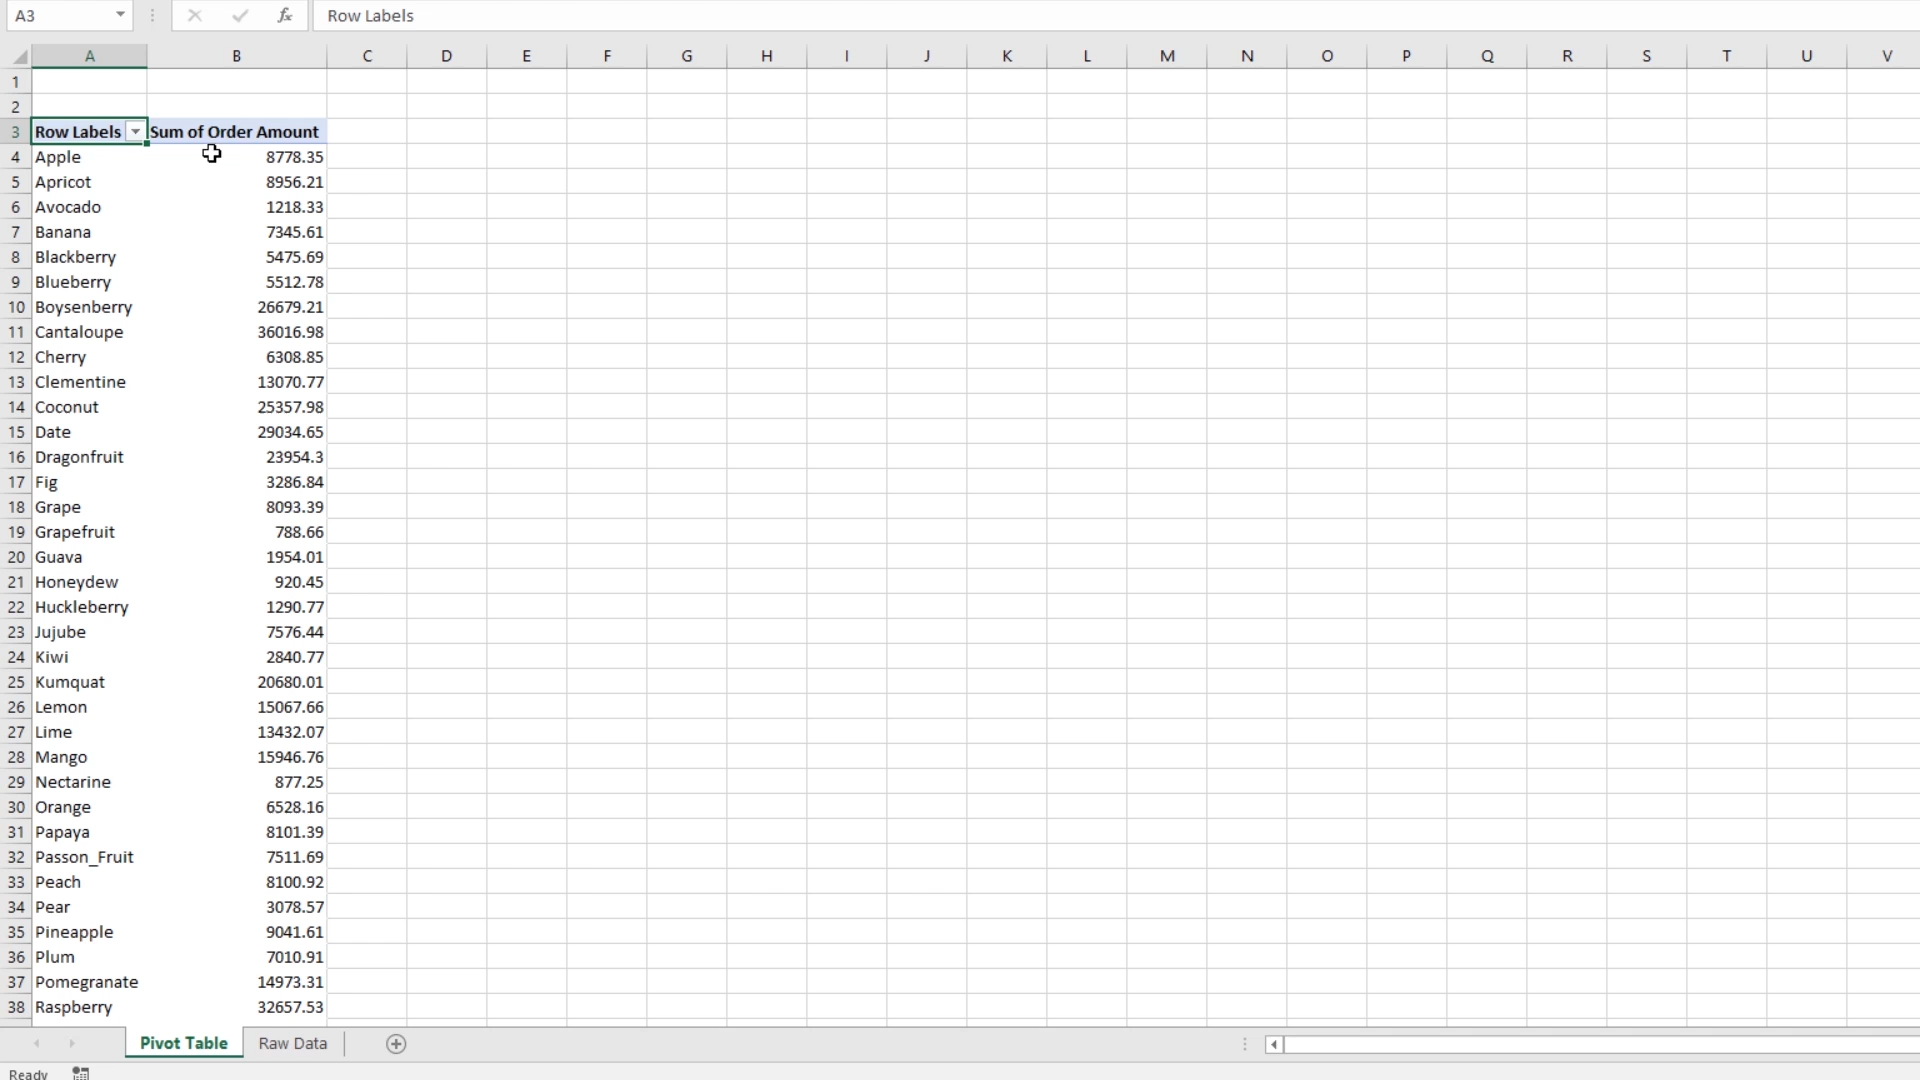 A3 fx Row Labels
A B C D E F G H I J K L M N O P Q R S T U V
1
2
3 Row Labels Sum of Order Amount
4 Apple 8778.35
5 Apricot 8956.21
6 Avocado 1218.33
7 Banana 7345.61
8 Blackberry 5475.69
9 Blueberry 5512.78
10 Boysenberry 26679.21
11 Cantaloupe 36016.98
12 Cherry 6308.85
13 Clementine 13070.77
14 Coconut 25357.98
15 Date 29034.65
16 Dragonfruit 23954.3
17 Fig 3286.84
18 Grape 8093.39
19 Grapefruit 788.66
20 Guava 1954.01
21 Honeydew 920.45
22 Huckleberry 1290.77
23 Jujube 7576.44
24 Kiwi 2840.77
25 Kumquat 20680.01
26 Lemon 15067.66
27 Lime 13432.07
28 Mango 15946.76
29 Nectarine 877.25
30 Orange 6528.16
31 Papaya 8101.39
32 Passon_Fruit 7511.69
33 Peach 8100.92
34 Pear 3078.57
35 Pineapple 9041.61
36 Plum 7010.91
37 Pomegranate 14973.31
38 Raspberry 32657.53
Pivot Table Raw Data
Ready